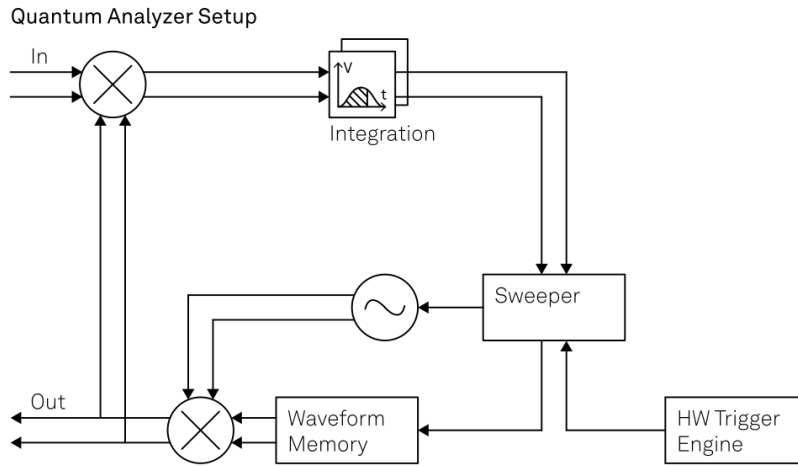 Quantum Analyzer Setup
In
V
t
Integration
Sweeper
Out
Waveform
Memory
HW Trigger
Engine